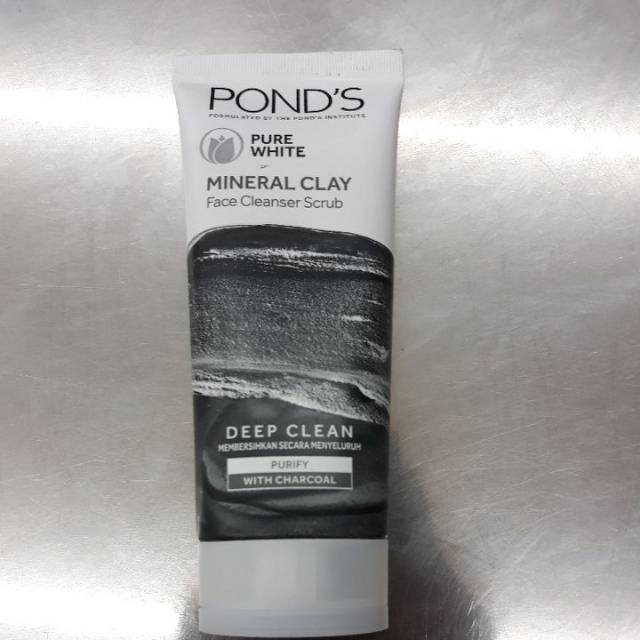 POND'S
FORMULATED BY THE POND'S INSTITUTE
PURE
WHITE
MINERAL CLAY
Face Cleanser Scrub
DEEP CLEAN
MEMBERSIHKAN SECARA MENYELURUH
PURIFY
WITH CHARCOAL